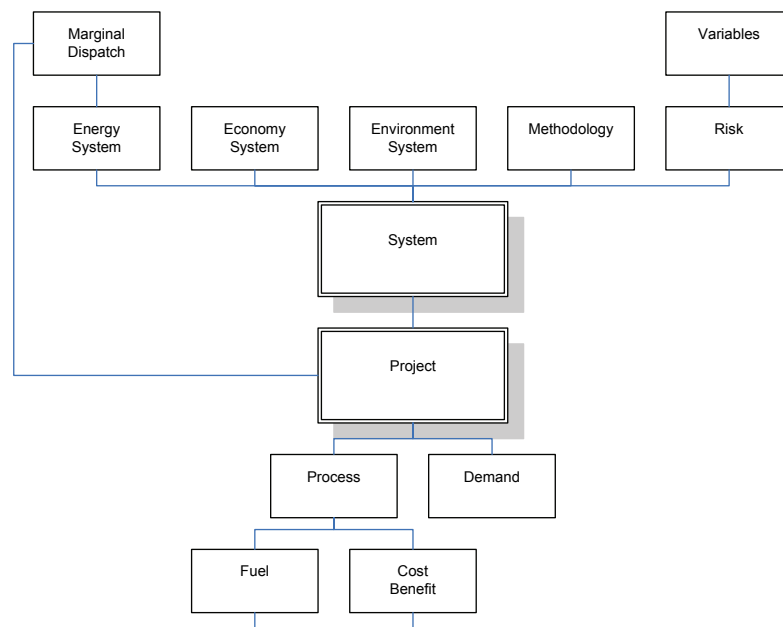 Marginal
Dispatch
Variables
Energy
System
Economy
System
Environment
System
Methodology
Risk
System
Project
Process
Demand
Fuel
Cost
Benefit